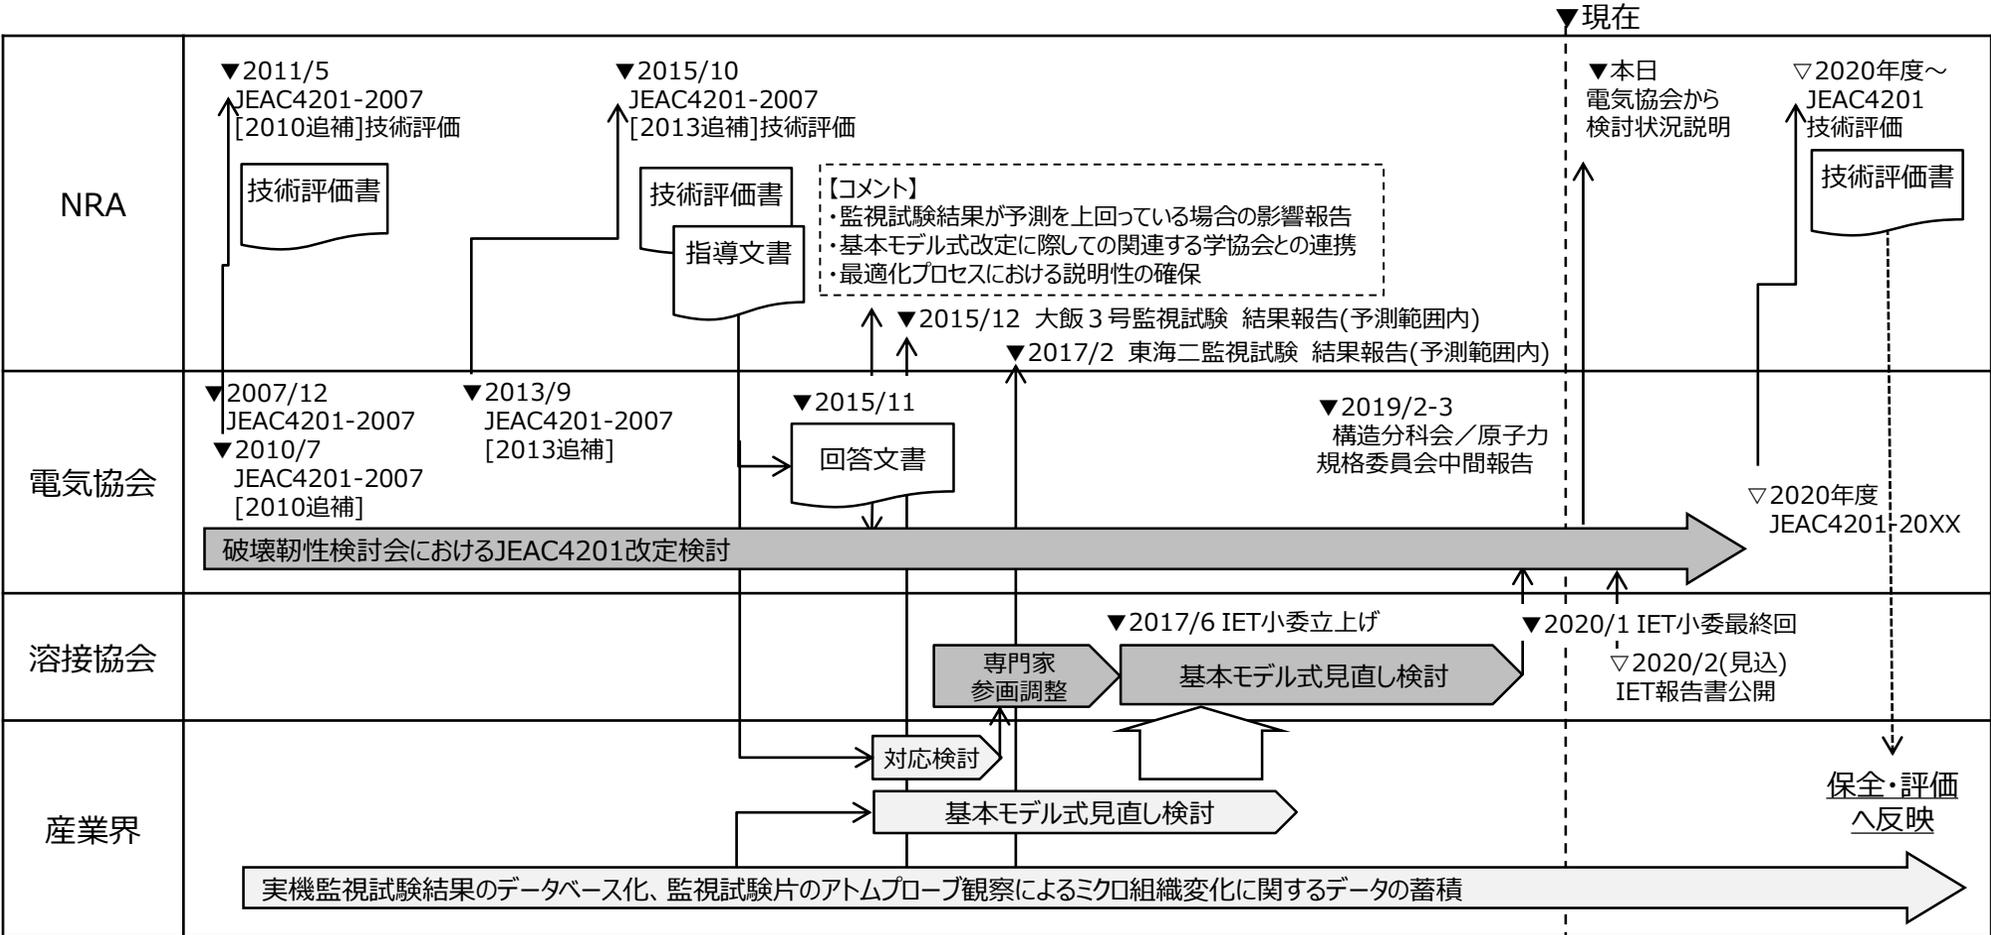 ▼現在
NRA
▼2011/5
JEAC4201-2007
[2010追補]技術評価
技術評価書
▼2015/10
JEAC4201-2007
[2013追補]技術評価
技術評価書
指導文書
【コメント】
・監視試験結果が予測を上回っている場合の影響報告
・基本モデル式改定に際しての関連する学協会との連携
・最適化プロセスにおける説明性の確保
▼2015/12 大飯３号監視試験 結果報告(予測範囲内)
▼2017/2 東海二監視試験 結果報告(予測範囲内)
▼本日
電気協会から
検討状況説明
▽2020年度～
JEAC4201
技術評価
技術評価書
電気協会
▼2007/12
JEAC4201-2007
▼2010/7
JEAC4201-2007
[2010追補]
▼2013/9
JEAC4201-2007
[2013追補]
▼2015/11
回答文書
▼2019/2-3
構造分科会／原子力
規格委員会中間報告
▽2020年度
JEAC4201-20XX
破壊靭性検討会におけるJEAC4201改定検討
溶接協会
専門家
参画調整
▼2017/6 IET小委立上げ
基本モデル式見直し検討
▼2020/1 IET小委最終回
▽2020/2(見込)
IET報告書公開
産業界
対応検討
基本モデル式見直し検討
保全・評価
へ反映
実機監視試験結果のデータベース化、監視試験片のアトムプローブ観察によるミクロ組織変化に関するデータの蓄積